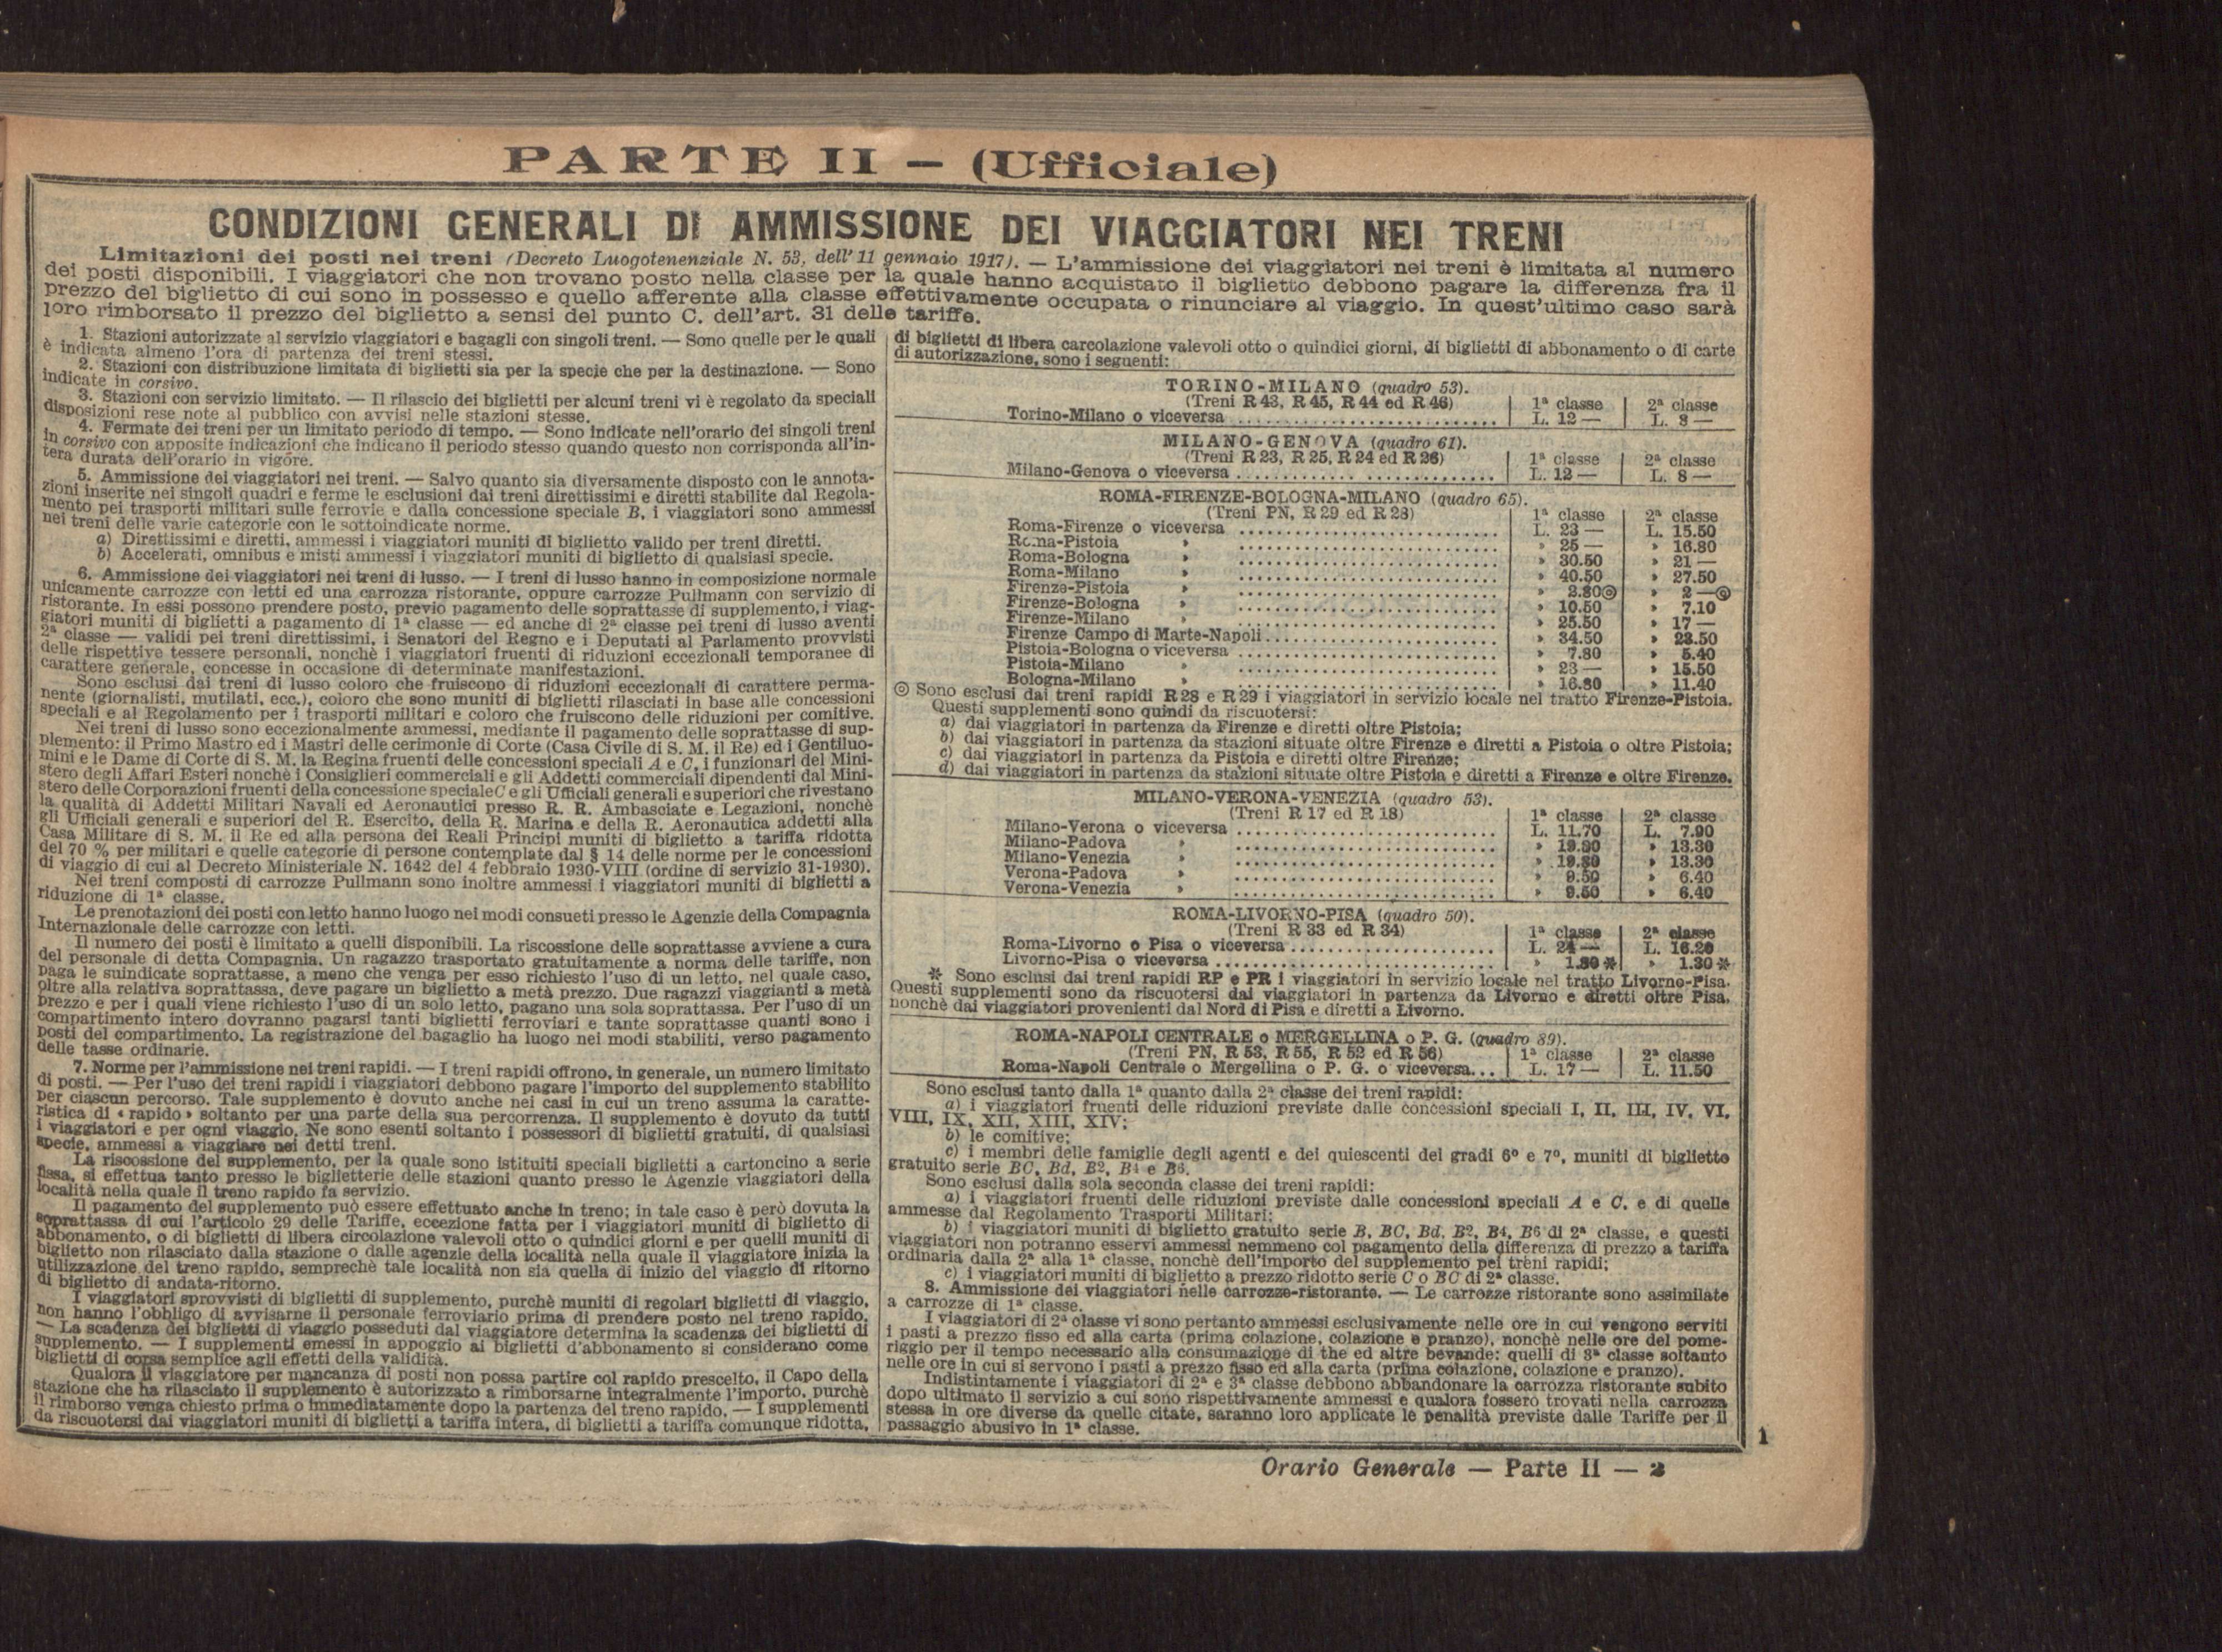 PARTE II — (Ufficiale)
CONDIZIONI GENERALI DI AMMISSIONE DEI VIAGGIATORI NEI TRENI
Limitazioni dei posti nei treni (Decreto Luogotenenziale N. 53, dell'11 gennaio 1917). — L'ammissione dei viaggiatori nei treni è limitata al numero
dei posti disponibili. I viaggiatori che non trovano posto nella classe per la quale hanno acquistato il biglietto debbono pagare la differenza fra il
prezzo del biglietto di cui sono in possesso e quello afferente alla classe effettivamente occupata o rinunciare al viaggio. In quest'ultimo caso sarà
loro rimborsato il prezzo del biglietto a sensi del punto C. dell'art. 31 delle tariffe.
1. Stazioni autorizzate al servizio viaggiatori e bagagli con singoli treni. — Sono quelle per le quali
è indicata almeno l'ora di partenza dei treni stessi.
2. Stazioni con distribuzione limitata di biglietti sia per la specie che per la destinazione. — Sono
indicate in corsivo.
3. Stazioni con servizio limitato. — Il rilascio dei biglietti per alcuni treni vi è regolato da speciali
disposizioni rese note al pubblico con avvisi nelle stazioni stesse.
4. Fermate dei treni per un limitato periodo di tempo. — Sono indicate nell'orario dei singoli treni
in corsivo con apposite indicazioni che indicano il periodo stesso quando questo non corrisponda all'in-
tera durata dell'orario in vigore.
5. Ammissione dei viaggiatori nei treni. — Salvo quanto sia diversamente disposto con le annota-
zioni inserite nei singoli quadri e ferme le esclusioni dai treni direttissimi e diretti stabilite dal Regola-
mento pei trasporti militari sulle ferrovie e dalla concessione speciale B, i viaggiatori sono ammessi
nei treni delle varie categorie con le sottoindicate norme.
a) Direttissimi e diretti, ammessi i viaggiatori muniti di biglietto valido per treni diretti.
b) Accelerati, omnibus e misti ammessi i viaggiatori muniti di biglietto di qualsiasi specie.
6. Ammissione dei viaggiatori nei treni di lusso. — I treni di lusso hanno in composizione normale
unicamente carrozze con letti ed una carrozza ristorante, oppure carrozze Pullmann con servizio di
ristorante. In essi possono prendere posto, previo pagamento delle soprattasse di supplemento, i viag-
giatori muniti di biglietti a pagamento di 1ª classe — ed anche di 2ª classe pei treni di lusso aventi
2ª classe — validi pei treni direttissimi, i Senatori del Regno e i Deputati al Parlamento provvisti
delle rispettive tessere personali, nonchè i viaggiatori fruenti di riduzioni eccezionali temporanee di
carattere generale, concesse in occasione di determinate manifestazioni.
Sono esclusi dai treni di lusso coloro che fruiscono di riduzioni eccezionali di carattere perma-
nente (giornalisti, mutilati, ecc.), coloro che sono muniti di biglietti rilasciati in base alle concessioni
speciali e al Regolamento per i trasporti militari e coloro che fruiscono delle riduzioni per comitive.
Nei treni di lusso sono eccezionalmente ammessi, mediante il pagamento delle soprattasse di sup-
plemento: il Primo Mastro ed i Mastri delle cerimonie di Corte (Casa Civile di S. M. il Re) ed i Gentiluo-
mini e le Dame di Corte di S. M. la Regina fruenti delle concessioni speciali A e C, i funzionari del Mini-
stero degli Affari Esteri nonchè i Consiglieri commerciali e gli Addetti commerciali dipendenti dal Mini-
stero delle Corporazioni fruenti della concessione speciale C e gli Ufficiali generali e superiori che rivestano
la qualità di Addetti Militari Navali ed Aeronautici presso R. R. Ambasciate e Legazioni, nonchè
gli Ufficiali generali e superiori del R. Esercito, della R. Marina e della R. Aeronautica addetti alla
Casa Militare di S. M. il Re ed alla persona dei Reali Principi muniti di biglietto a tariffa ridotta
del 70 % per militari e quelle categorie di persone contemplate dal § 14 delle norme per le concessioni
di viaggio di cui al Decreto Ministeriale N. 1642 del 4 febbraio 1930-VIII (ordine di servizio 31-1930).
Nei treni composti di carrozze Pullmann sono inoltre ammessi i viaggiatori muniti di biglietti a
riduzione di 1ª classe.
Le prenotazioni dei posti con letto hanno luogo nei modi consueti presso le Agenzie della Compagnia
Internazionale delle carrozze con letti.
Il numero dei posti è limitato a quelli disponibili. La riscossione delle soprattasse avviene a cura
del personale di detta Compagnia. Un ragazzo trasportato gratuitamente a norma delle tariffe, non
paga le suindicate soprattasse, a meno che venga per esso richiesto l'uso di un letto, nel quale caso,
oltre alla relativa soprattassa, deve pagare un biglietto a metà prezzo. Due ragazzi viaggianti a metà
prezzo e per i quali viene richiesto l'uso di un solo letto, pagano una sola soprattassa. Per l'uso di un
compartimento intero dovranno pagarsi tanti biglietti ferroviari e tante soprattasse quanti sono i
posti del compartimento. La registrazione del bagaglio ha luogo nei modi stabiliti, verso pagamento
delle tasse ordinarie.
7. Norme per l'ammissione nei treni rapidi. — I treni rapidi offrono, in generale, un numero limitato
di posti. — Per l'uso dei treni rapidi i viaggiatori debbono pagare l'importo del supplemento stabilito
per ciascun percorso. Tale supplemento è dovuto anche nei casi in cui un treno assuma la caratte-
ristica di « rapido » soltanto per una parte della sua percorrenza. Il supplemento è dovuto da tutti
i viaggiatori e per ogni viaggio. Ne sono esenti soltanto i possessori di biglietti gratuiti, di qualsiasi
specie, ammessi a viaggiare nei detti treni.
La riscossione del supplemento, per la quale sono istituiti speciali biglietti a cartoncino a serie
fissa, si effettua tanto presso le biglietterie delle stazioni quanto presso le Agenzie viaggiatori della
località nella quale il treno rapido fa servizio.
Il pagamento del supplemento può essere effettuato anche in treno; in tale caso è però dovuta la
soprattassa di cui l'articolo 29 delle Tariffe, eccezione fatta per i viaggiatori muniti di biglietto di
abbonamento, o di biglietti di libera circolazione valevoli otto o quindici giorni e per quelli muniti di
biglietto non rilasciato dalla stazione o dalle agenzie della località nella quale il viaggiatore inizia la
utilizzazione del treno rapido, semprechè tale località non sia quella di inizio del viaggio di ritorno
di biglietto di andata-ritorno.
I viaggiatori sprovvisti di biglietti di supplemento, purchè muniti di regolari biglietti di viaggio,
non hanno l'obbligo di avvisarne il personale ferroviario prima di prendere posto nel treno rapido.
— La scadenza dei biglietti di viaggio posseduti dal viaggiatore determina la scadenza dei biglietti di
supplemento. — I supplementi emessi in appoggio ai biglietti d'abbonamento si considerano come
biglietti di corsa semplice agli effetti della validità.
Qualora il viaggiatore per mancanza di posti non possa partire col rapido prescelto, il Capo della
stazione che ha rilasciato il supplemento è autorizzato a rimborsarne integralmente l'importo, purchè
il rimborso venga chiesto prima o immediatamente dopo la partenza del treno rapido. — I supplementi
da riscuotersi dai viaggiatori muniti di biglietti a tariffa intera, di biglietti a tariffa comunque ridotta,
di biglietti di libera carcolazione valevoli otto o quindici giorni, di biglietti di abbonamento o di carte
di autorizzazione, sono i seguenti:
TORINO-MILANO (quadro 53).
(Treni R 43, R 45, R 44 ed R 46) 1ª classe 2ª classe
Torino-Milano o viceversa L. 12 — L. 8 —
MILANO-GENOVA (quadro 61).
(Treni R 23, R 25, R 24 ed R 26) 1ª classe 2ª classe
Milano-Genova o viceversa L. 12 — L. 8 —
ROMA-FIRENZE-BOLOGNA-MILANO (quadro 65).
(Treni PN, R 29 ed R 28) 1ª classe 2ª classe
Roma-Firenze o viceversa L. 23 — L. 15.50
Roma-Pistoia » » 25 — » 16.80
Roma-Bologna » » 30.50 » 21 —
Roma-Milano » » 40.50 » 27.50
Firenze-Pistoia » » 2.80 ◎ » 2 — ◎
Firenze-Bologna » » 10.50 » 7.10
Firenze-Milano » » 25.50 » 17 —
Firenze Campo di Marte-Napoli » 34.50 » 23.50
Pistoia-Bologna o viceversa » 7.80 » 5.40
Pistoia-Milano » » 23 — » 15.50
Bologna-Milano » » 16.80 » 11.40
◎ Sono esclusi dai treni rapidi R 28 e R 29 i viaggiatori in servizio locale nel tratto Firenze-Pistoia.
Questi supplementi sono quindi da riscuotersi:
a) dai viaggiatori in partenza da Firenze e diretti oltre Pistoia;
b) dai viaggiatori in partenza da stazioni situate oltre Firenze e diretti a Pistoia o oltre Pistoia;
c) dai viaggiatori in partenza da Pistoia e diretti oltre Firenze;
d) dai viaggiatori in partenza da stazioni situate oltre Pistoia e diretti a Firenze e oltre Firenze.
MILANO-VERONA-VENEZIA (quadro 53).
(Treni R 17 ed R 18) 1ª classe 2ª classe
Milano-Verona o viceversa L. 11.70 L. 7.90
Milano-Padova » » 19.80 » 13.30
Milano-Venezia » » 19.80 » 13.30
Verona-Padova » » 9.50 » 6.40
Verona-Venezia » » 9.50 » 6.40
ROMA-LIVORNO-PISA (quadro 50).
(Treni R 33 ed R 34) 1ª classe 2ª classe
Roma-Livorno o Pisa o viceversa L. 24 — L. 16.20
Livorno-Pisa o viceversa » 1.80 * » 1.30 *
* Sono esclusi dai treni rapidi RP e PR i viaggiatori in servizio locale nel tratto Livorno-Pisa.
Questi supplementi sono da riscuotersi dai viaggiatori in partenza da Livorno e diretti oltre Pisa,
nonchè dai viaggiatori provenienti dal Nord di Pisa e diretti a Livorno.
ROMA-NAPOLI CENTRALE o MERGELLINA o P. G. (quadro 89).
(Treni PN, R 53, R 55, R 52 ed R 56) 1ª classe 2ª classe
Roma-Napoli Centrale o Mergellina o P. G. o viceversa... L. 17 — L. 11.50
Sono esclusi tanto dalla 1ª quanto dalla 2ª classe dei treni rapidi:
a) i viaggiatori fruenti delle riduzioni previste dalle concessioni speciali I, II, III, IV, VI,
VIII, IX, XII, XIII, XIV;
b) le comitive;
c) i membri delle famiglie degli agenti e dei quiescenti dei gradi 6º e 7º, muniti di biglietto
gratuito serie BC, Bd, B2, B4 e B6.
Sono esclusi dalla sola seconda classe dei treni rapidi:
a) i viaggiatori fruenti delle riduzioni previste dalle concessioni speciali A e C, e di quelle
ammesse dal Regolamento Trasporti Militari;
b) i viaggiatori muniti di biglietto gratuito serie B, BC, Bd, B2, B4, B6 di 2ª classe, e questi
viaggiatori non potranno esservi ammessi nemmeno col pagamento della differenza di prezzo a tariffa
ordinaria dalla 2ª alla 1ª classe, nonchè dell'importo del supplemento pei treni rapidi;
c) i viaggiatori muniti di biglietto a prezzo ridotto serie C o BC di 2ª classe.
8. Ammissione dei viaggiatori nelle carrozze-ristorante. — Le carrozze ristorante sono assimilate
a carrozze di 1ª classe.
I viaggiatori di 2ª classe vi sono pertanto ammessi esclusivamente nelle ore in cui vengono serviti
i pasti a prezzo fisso ed alla carta (prima colazione, colazione e pranzo), nonchè nelle ore del pome-
riggio per il tempo necessario alla consumazione di the ed altre bevande; quelli di 3ª classe soltanto
nelle ore in cui si servono i pasti a prezzo fisso ed alla carta (prima colazione, colazione e pranzo).
Indistintamente i viaggiatori di 2ª e 3ª classe debbono abbandonare la carrozza ristorante subito
dopo ultimato il servizio a cui sono rispettivamente ammessi e qualora fossero trovati nella carrozza
stessa in ore diverse da quelle citate, saranno loro applicate le penalità previste dalle Tariffe per il
passaggio abusivo in 1ª classe.
1
Orario Generale — Parte II — 2